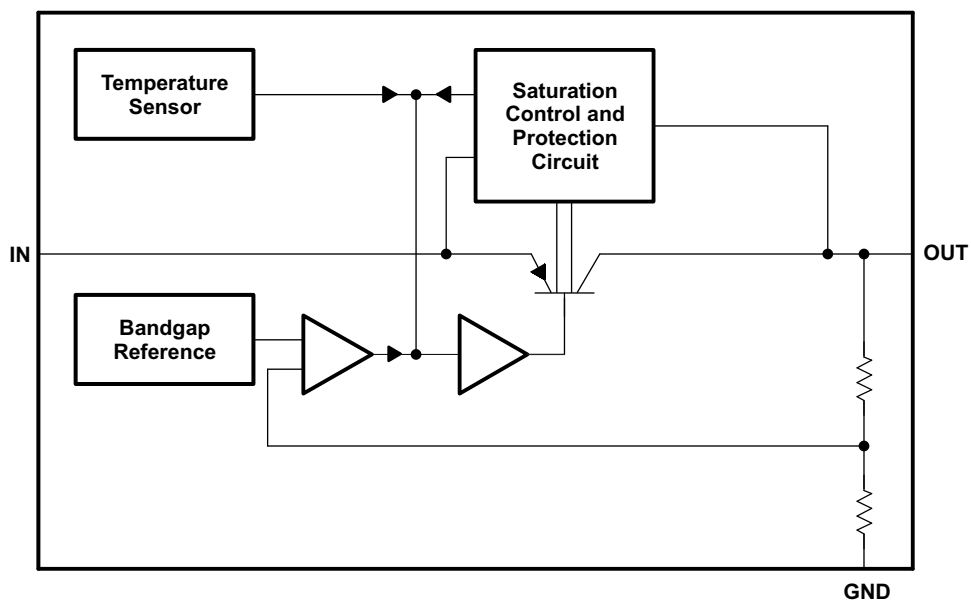 Temperature
Sensor
Saturation
Control and
Protection
Circuit
IN
OUT
Bandgap
Reference
GND